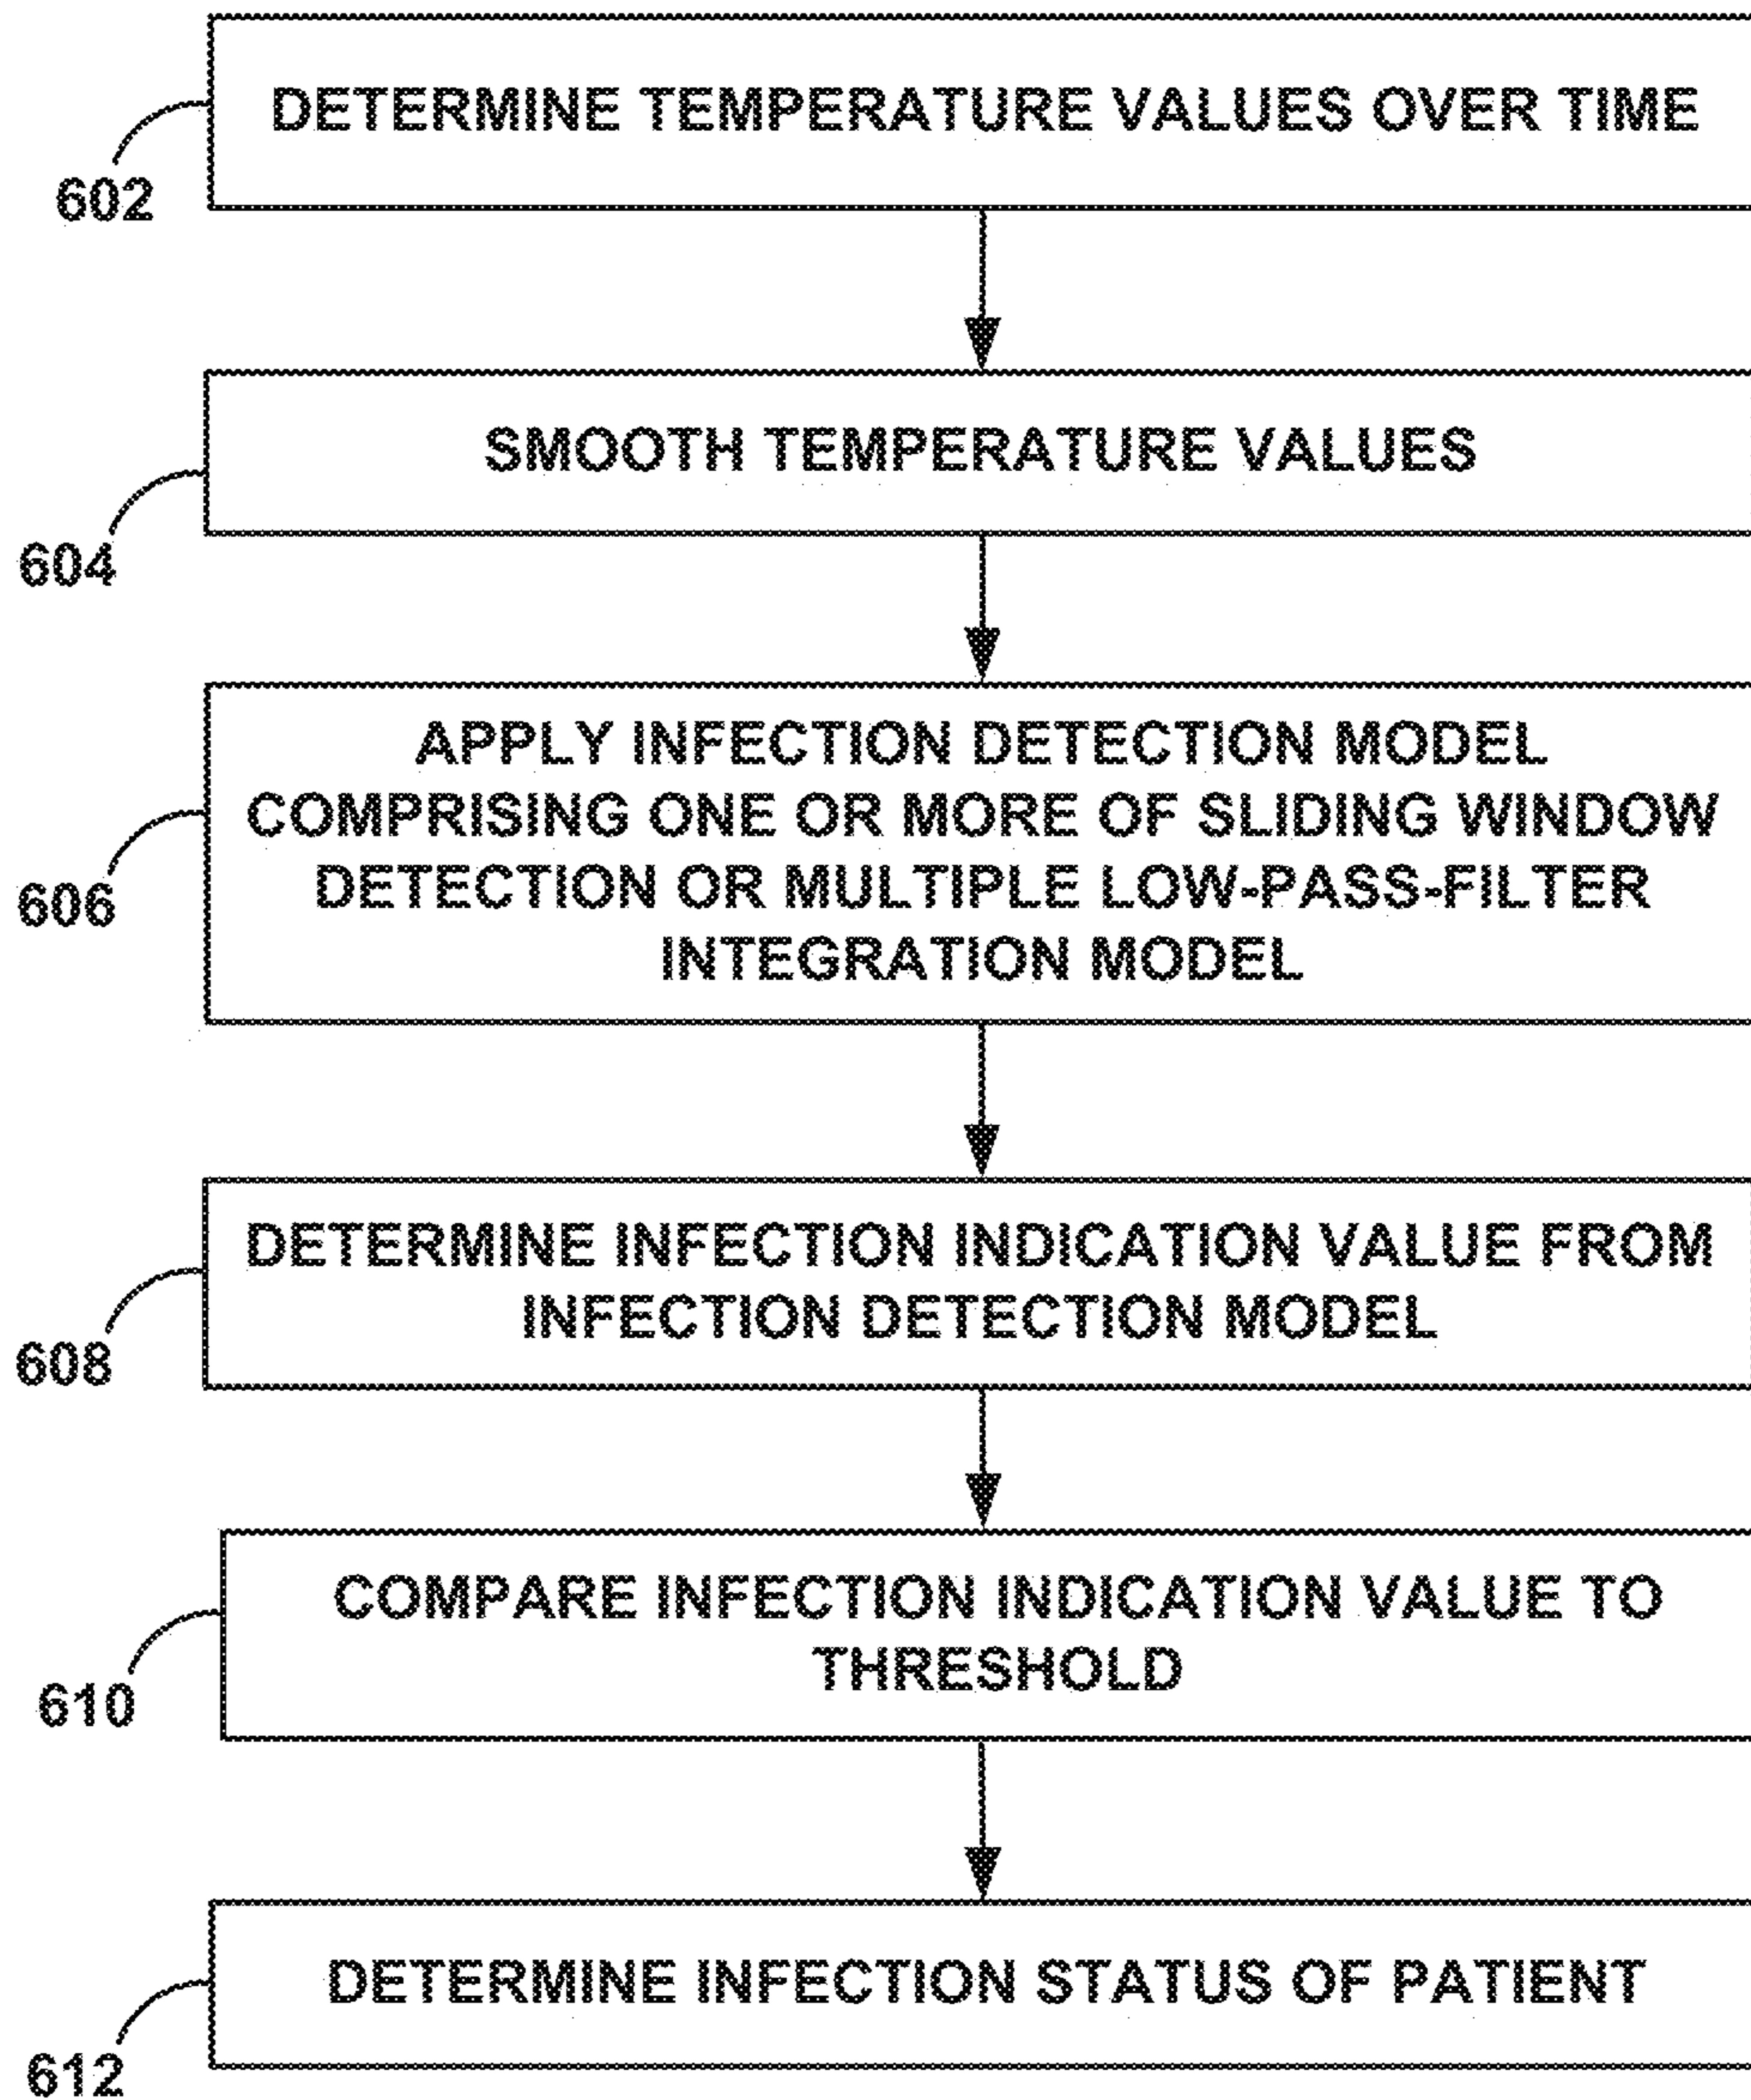 DETERMINE TEMPERATURE VALUES OVER TIME
602
SMOOTH TEMPERATURE VALUES
604
APPLY INFECTION DETECTION MODEL
COMPRISING ONE OR MORE OF SLIDING WINDOW
DETECTION OR MULTIPLE LOW-PASS-FILTER
INTEGRATION MODEL
606
DETERMINE INFECTION INDICATION VALUE FROM
INFECTION DETECTION MODEL
608
COMPARE INFECTION INDICATION VALUE TO
THRESHOLD
610
DETERMINE INFECTION STATUS OF PATIENT
612